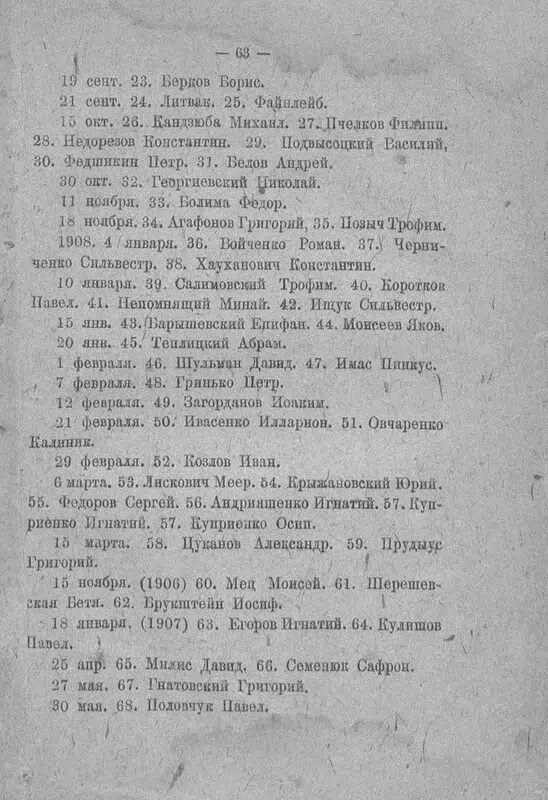 — 63 —
19 сент. 23. Берков Борис.
21 сент. 24. Литвак. 25. Файнлейб.
15 окт. 26. Кандзюба Михаил. 27. Пчелков Филипп.
28. Недорезов Константин. 29. Подвысоцкий Василий,
30. Федшикин Петр. 31. Белов Андрей.
30 окт. 32. Георгиевский Николай.
11 ноября. 33. Болима Федор.
18 ноября. 34. Агафонов Григорий, 35. Позыч Трофим.
1908. 4 января. 36. Войченко Роман. 37. Черни-
ченко Сильвестр. 38. Хауханович Константин.
10 января. 39. Салимовский Трофим. 40. Коротков
Павел. 41. Непомнящий Минай. 42. Ищук Сильвестр.
15 янв. 43. Барышевский Епифан. 44. Моисеев Яков.
20 янв. 45. Теплицкий Абрам.
1 февраля. 46. Шульман Давид. 47. Имас Пинкус.
7 февраля. 48. Гринько Петр.
12 февраля. 49. Загорданов Иоаким.
21 февраля. 50. Ивасенко Илларион. 51. Овчаренко
Калиник.
29 февраля. 52. Козлов Иван.
6 марта. 53. Лискович Меер. 54. Крыжановский Юрий.
55. Федоров Сергей. 56. Андриященко Игнатий. 57. Куп-
риенко Игнатий. 57. Куприенко Осип.
15 марта. 58. Цуканов Александр. 59. Прудыус
Григорий.
15 ноября. (1906) 60. Мец Моисей. 61. Шерешев-
ская Бетя. 62. Брукштейн Иосиф.
18 января. (1907) 63. Егоров Игнатий. 64. Кулишов
Павел.
25 апр. 65. Милис Давид. 66. Семенюк Сафрон.
27 мая. 67. Гнатовский Григорий.
30 мая. 68. Половчук Павел.